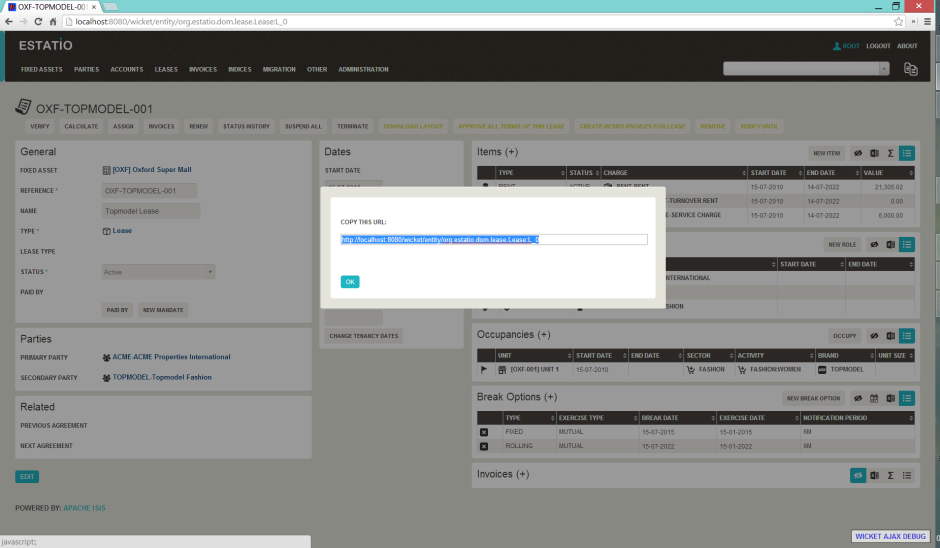 OXF-TOPMODEL-001
localhost:8080/wicket/entity/org.estatio.dom.lease.Lease:L_0
ESTATIO
ROOT LOGOUT ABOUT
FIXED ASSETS PARTIES ACCOUNTS LEASES INVOICES INDICES MIGRATION OTHER ADMINISTRATION
OXF-TOPMODEL-001
VERIFY CALCULATE ASSIGN INVOICES RENEW STATUS HISTORY SUSPEND ALL TERMINATE DOWNLOAD LAYOUT APPROVE ALL TERMS OF THIS LEASE CREATE RETRO INVOICES FOR LEASE REMOVE VERIFY UNTIL
General
FIXED ASSET [OXF] Oxford Super Mall
REFERENCE * OXF-TOPMODEL-001
NAME Topmodel Lease
TYPE * Lease
LEASE TYPE
STATUS * Active
PAID BY
PAID BY NEW MANDATE
Parties
PRIMARY PARTY ACME-ACME Properties International
SECONDARY PARTY TOPMODEL-Topmodel Fashion
Related
PREVIOUS AGREEMENT
NEXT AGREEMENT
EDIT
POWERED BY: APACHE ISIS
Dates
START DATE
CHANGE TENANCY DATES
COPY THIS URL:
http://localhost:8080/wicket/entity/org.estatio.dom.lease.Lease:L_0
OK
Items (+)
NEW ITEM
TYPE STATUS CHARGE START DATE END DATE VALUE
RENT ACTIVE RENT-RENT 15-07-2010 14-07-2022 21,305.02
-TURNOVER RENT 15-07-2010 14-07-2022 0.00
E-SERVICE CHARGE 15-07-2010 14-07-2022 6,000.00
NEW ROLE
START DATE END DATE
INTERNATIONAL
FASHION
Occupancies (+)
OCCUPY
UNIT START DATE END DATE SECTOR ACTIVITY BRAND UNIT SIZE
[OXF-001] UNIT 1 15-07-2010 FASHION FASHION:WOMEN TOPMODEL
Break Options (+)
NEW BREAK OPTION
TYPE EXERCISE TYPE BREAK DATE EXERCISE DATE NOTIFICATION PERIOD
FIXED MUTUAL 15-07-2015 15-01-2015 6M
ROLLING MUTUAL 15-07-2022 15-01-2022 6M
Invoices (+)
WICKET AJAX DEBUG
javascript:;